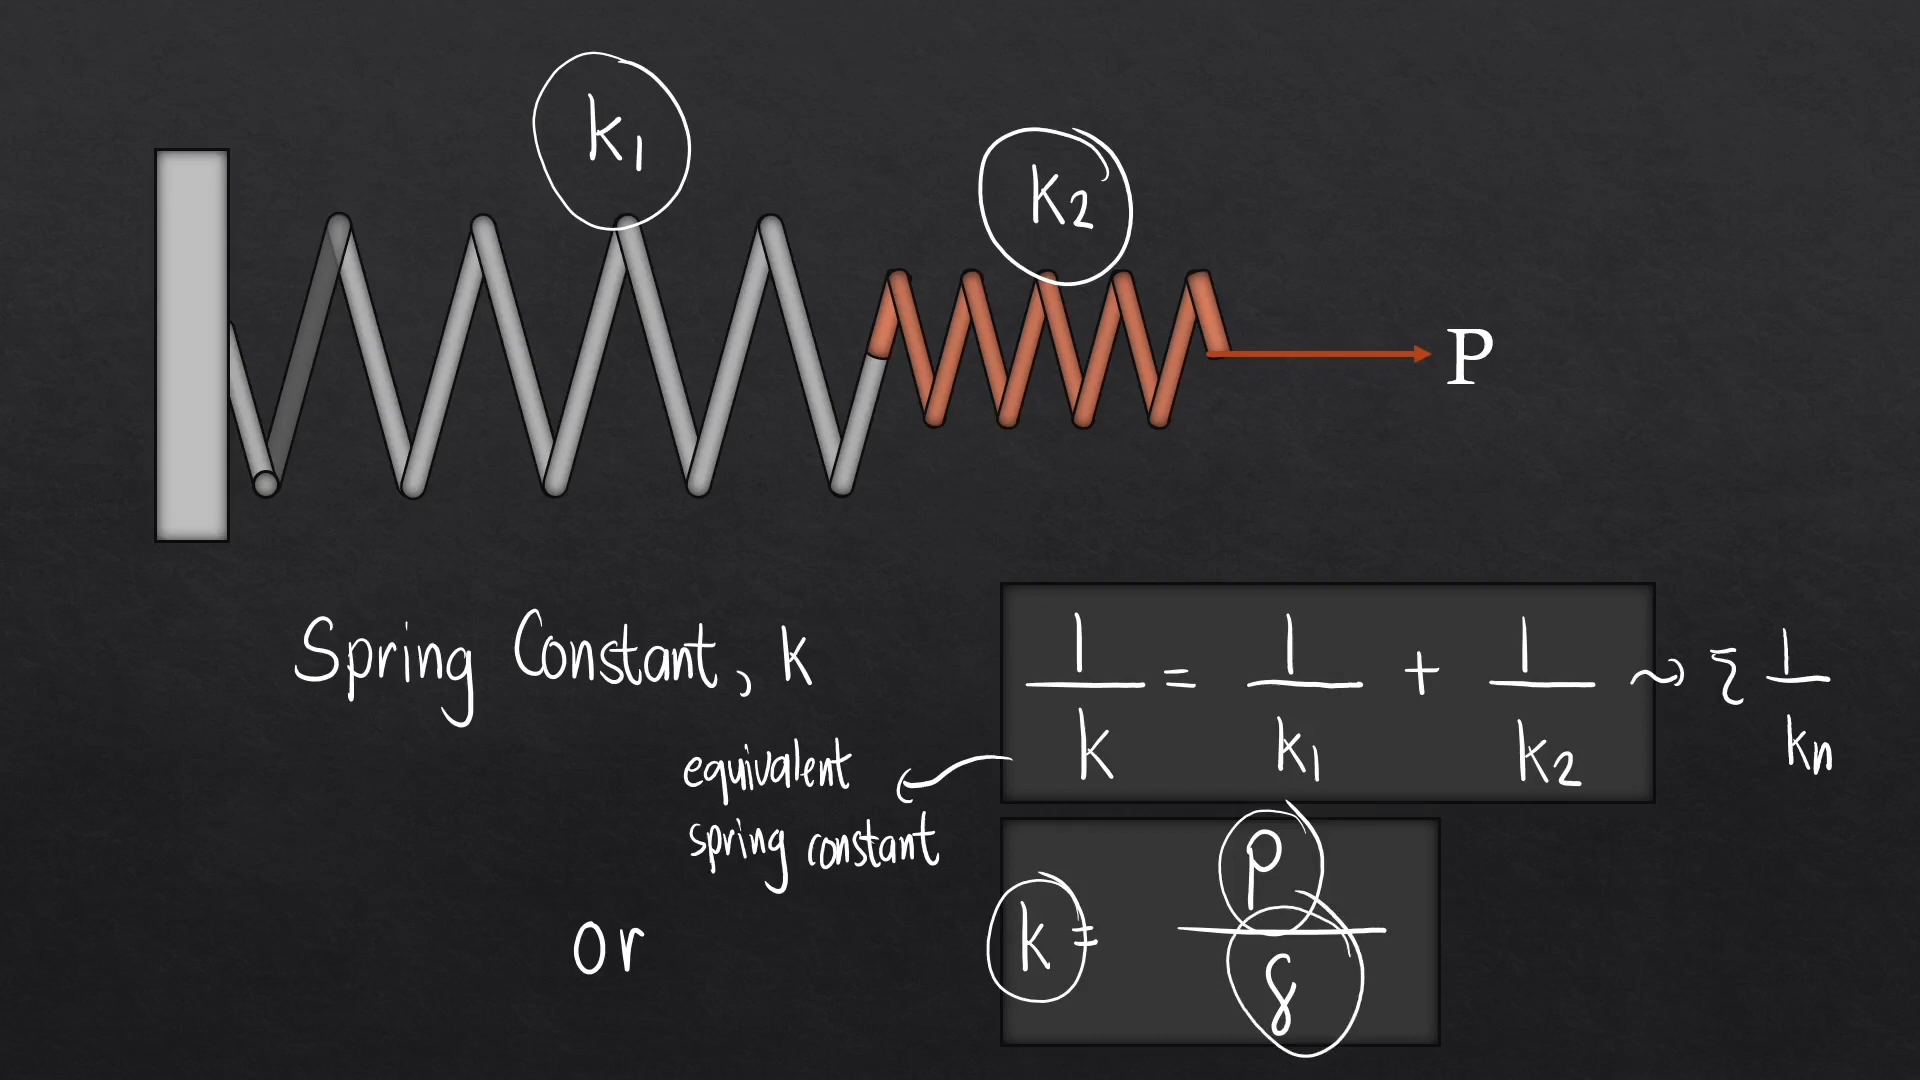 k₁
k₂
P
Spring Constant, k
1/k = 1/k₁ + 1/k₂ ⇝ Σ 1/kn
equivalent
spring constant
or
k = P/δ